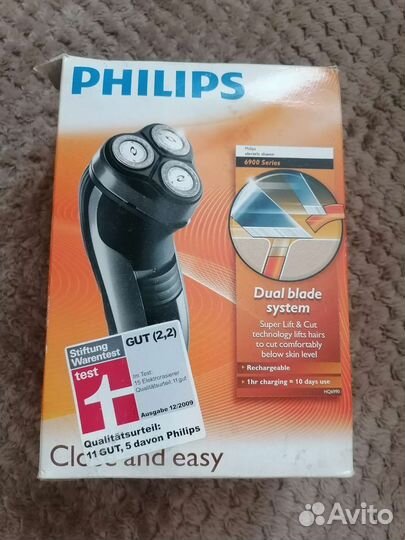 PHILIPS
Philips
electric shaver
6900 Series
Dual blade
system
Super Lift & Cut
technology lifts hairs
to cut comfortably
below skin level
Rechargeable
1hr charging = 10 days use
HQ6990
Stiftung
Warentest
test
GUT (2,2)
Im Test:
15 Elektrorasierer
Qualitätsurteil: 11 gut
Ausgabe 12/2009
Qualitätsurteil:
11 GUT, 5 davon Philips
and easy
Avito